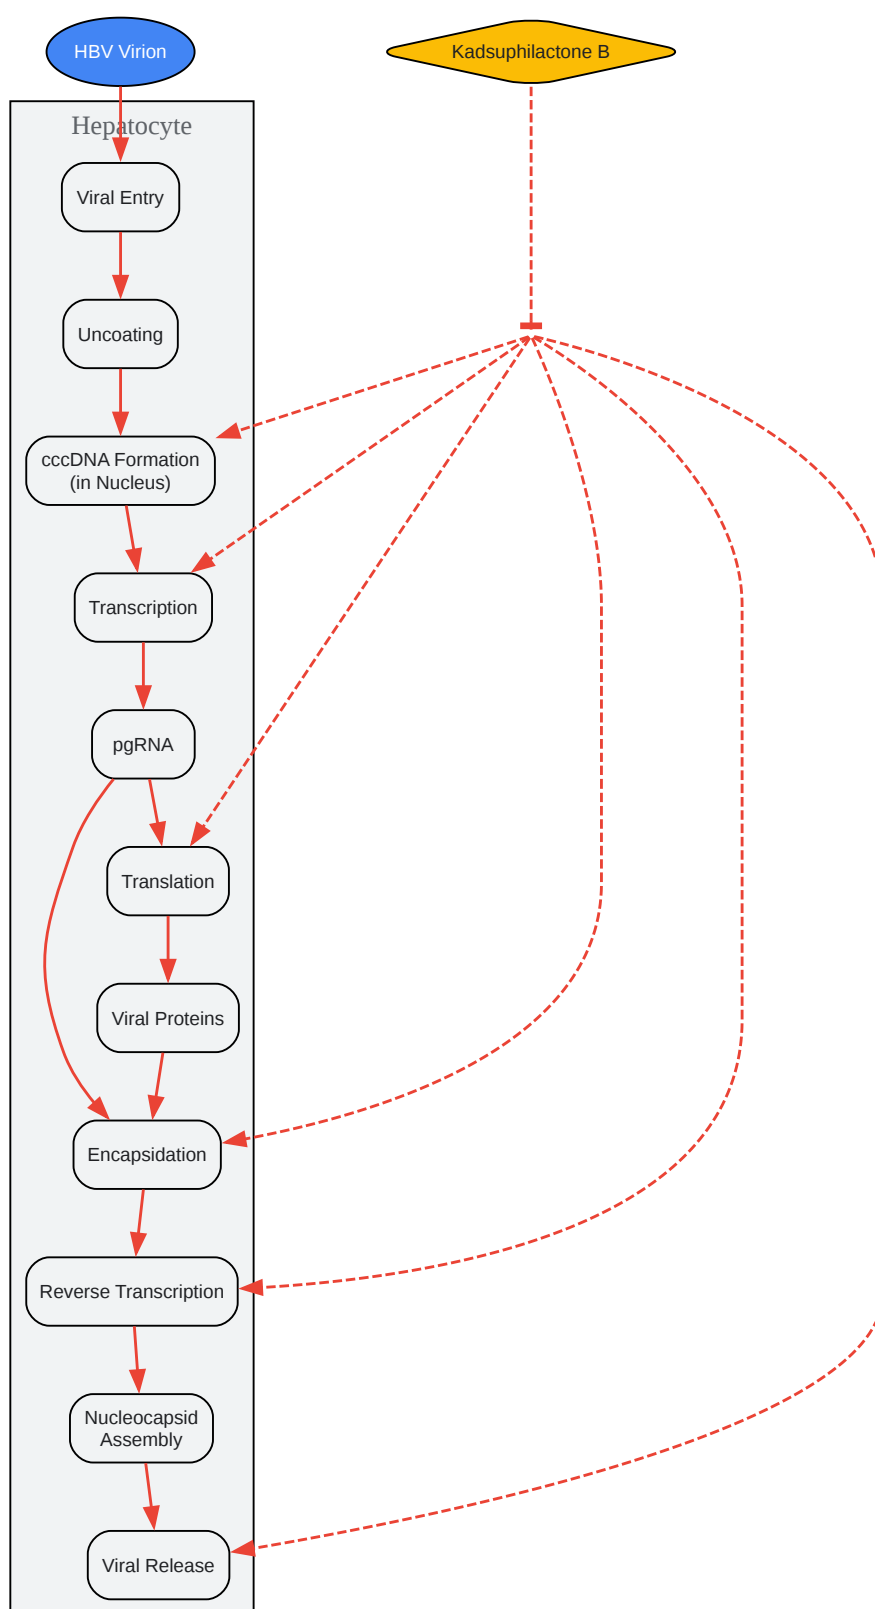 HBV Virion
Kadsuphilactone B
Hepatocyte
Viral Entry
Uncoating
cccDNA Formation
(in Nucleus)
Transcription
pgRNA
Translation
Viral Proteins
Encapsidation
Reverse Transcription
Nucleocapsid
Assembly
Viral Release